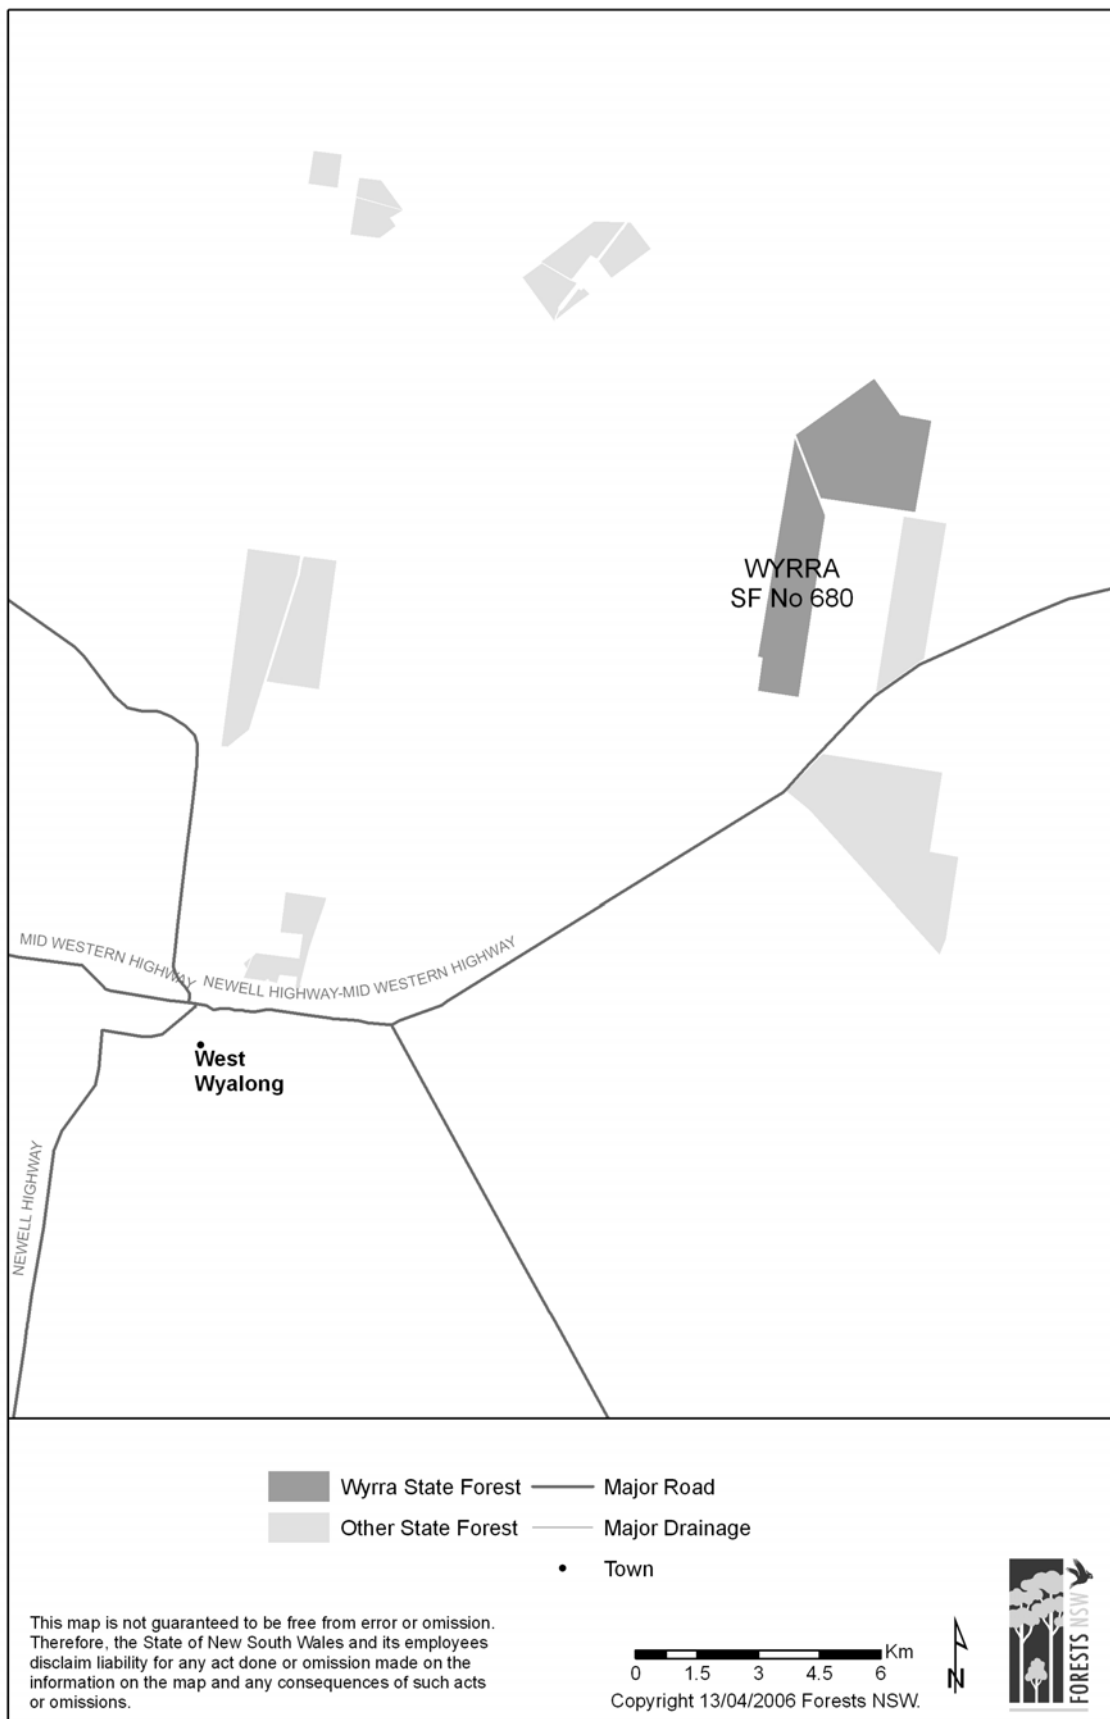 WYRRA
SF No 680
MID WESTERN HIGHWAY
NEWELL HIGHWAY-MID WESTERN HIGHWAY
West
Wyalong
NEWELL HIGHWAY
Wyrra State Forest
Major Road
Other State Forest
Major Drainage
Town
This map is not guaranteed to be free from error or omission.
Therefore, the State of New South Wales and its employees
disclaim liability for any act done or omission made on the
information on the map and any consequences of such acts
or omissions.
Km
0 1.5 3 4.5 6
Copyright 13/04/2006 Forests NSW.
N
FORESTS NSW